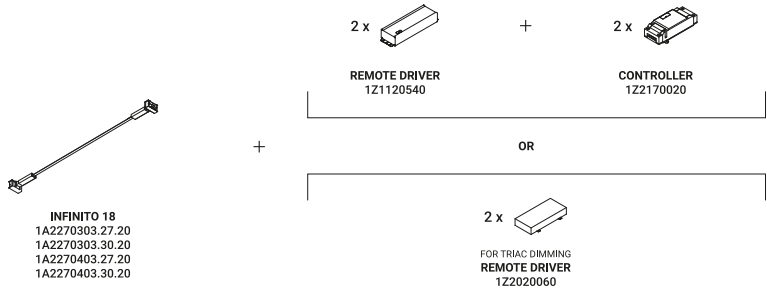 2 x
+
2 x
REMOTE DRIVER
1Z1120540
CONTROLLER
1Z2170020
+
OR
INFINITO 18
1A2270303.27.20
1A2270303.30.20
1A2270403.27.20
1A2270403.30.20
2 x
FOR TRIAC DIMMING
REMOTE DRIVER
1Z2020060